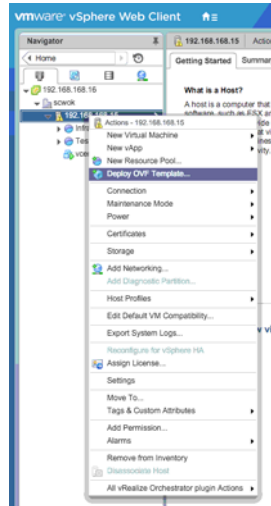 vmware® vSphere Web Client
Navigator
192.168.168.15
Home
Getting Started
192.168.168.16
scwok
What is a Host?
A host is a computer that
Actions - 192.168.168.15
New Virtual Machine
New vApp
New Resource Pool...
Deploy OVF Template...
Connection
Maintenance Mode
Power
Certificates
Storage
Add Networking...
Add Diagnostic Partition...
Host Profiles
Edit Default VM Compatibility...
Export System Logs...
Reconfigure for vSphere HA
Assign License...
Settings
Move To...
Tags & Custom Attributes
Add Permission...
Alarms
Remove from Inventory
Disassociate Host
All vRealize Orchestrator plugin Actions